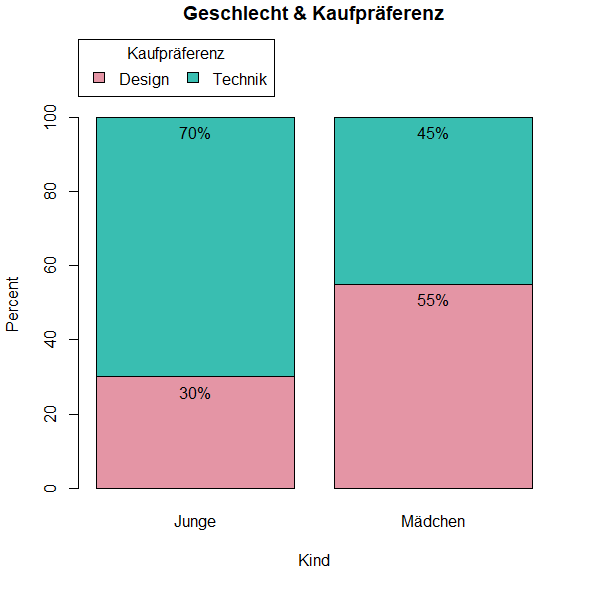 Geschlecht & Kaufpräferenz
Kaufpräferenz
Design Technik
100
80
60
40
20
0
Percent
70%
45%
55%
30%
Junge Mädchen
Kind